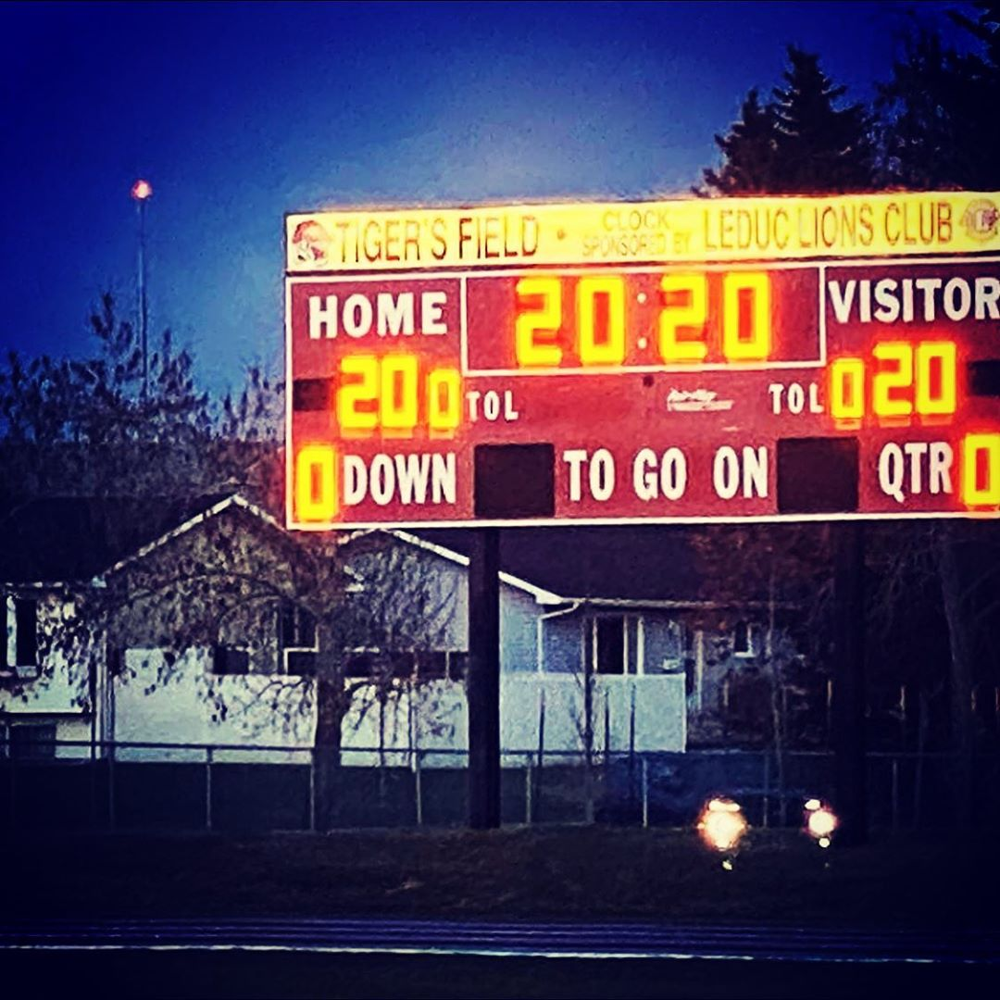 TIGER'S FIELD • CLOCK SPONSORED BY LEDUC LIONS CLUB
HOME 20:20 VISITOR
20 0 TOL TOL 0 20
0 DOWN TO GO ON QTR 0